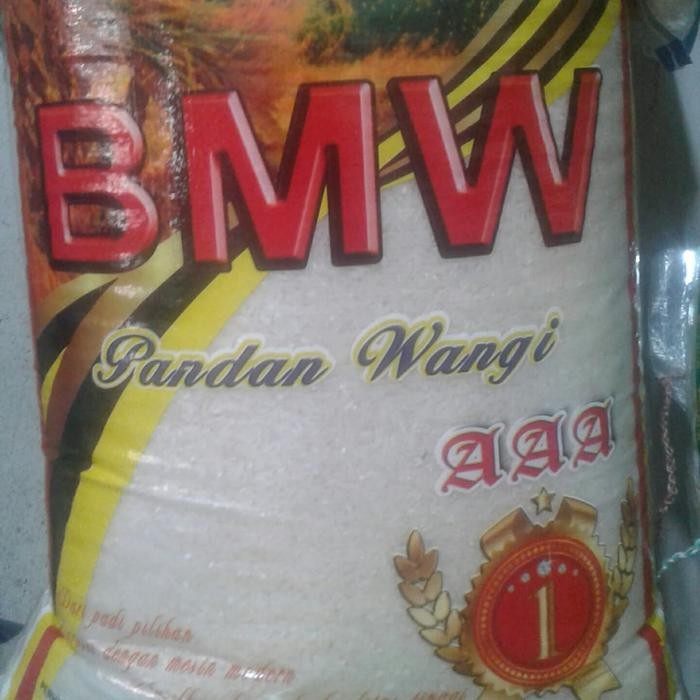 BMW
Pandan Wangi
AAA
1
Dari padi pilihan
dengan mesin modern